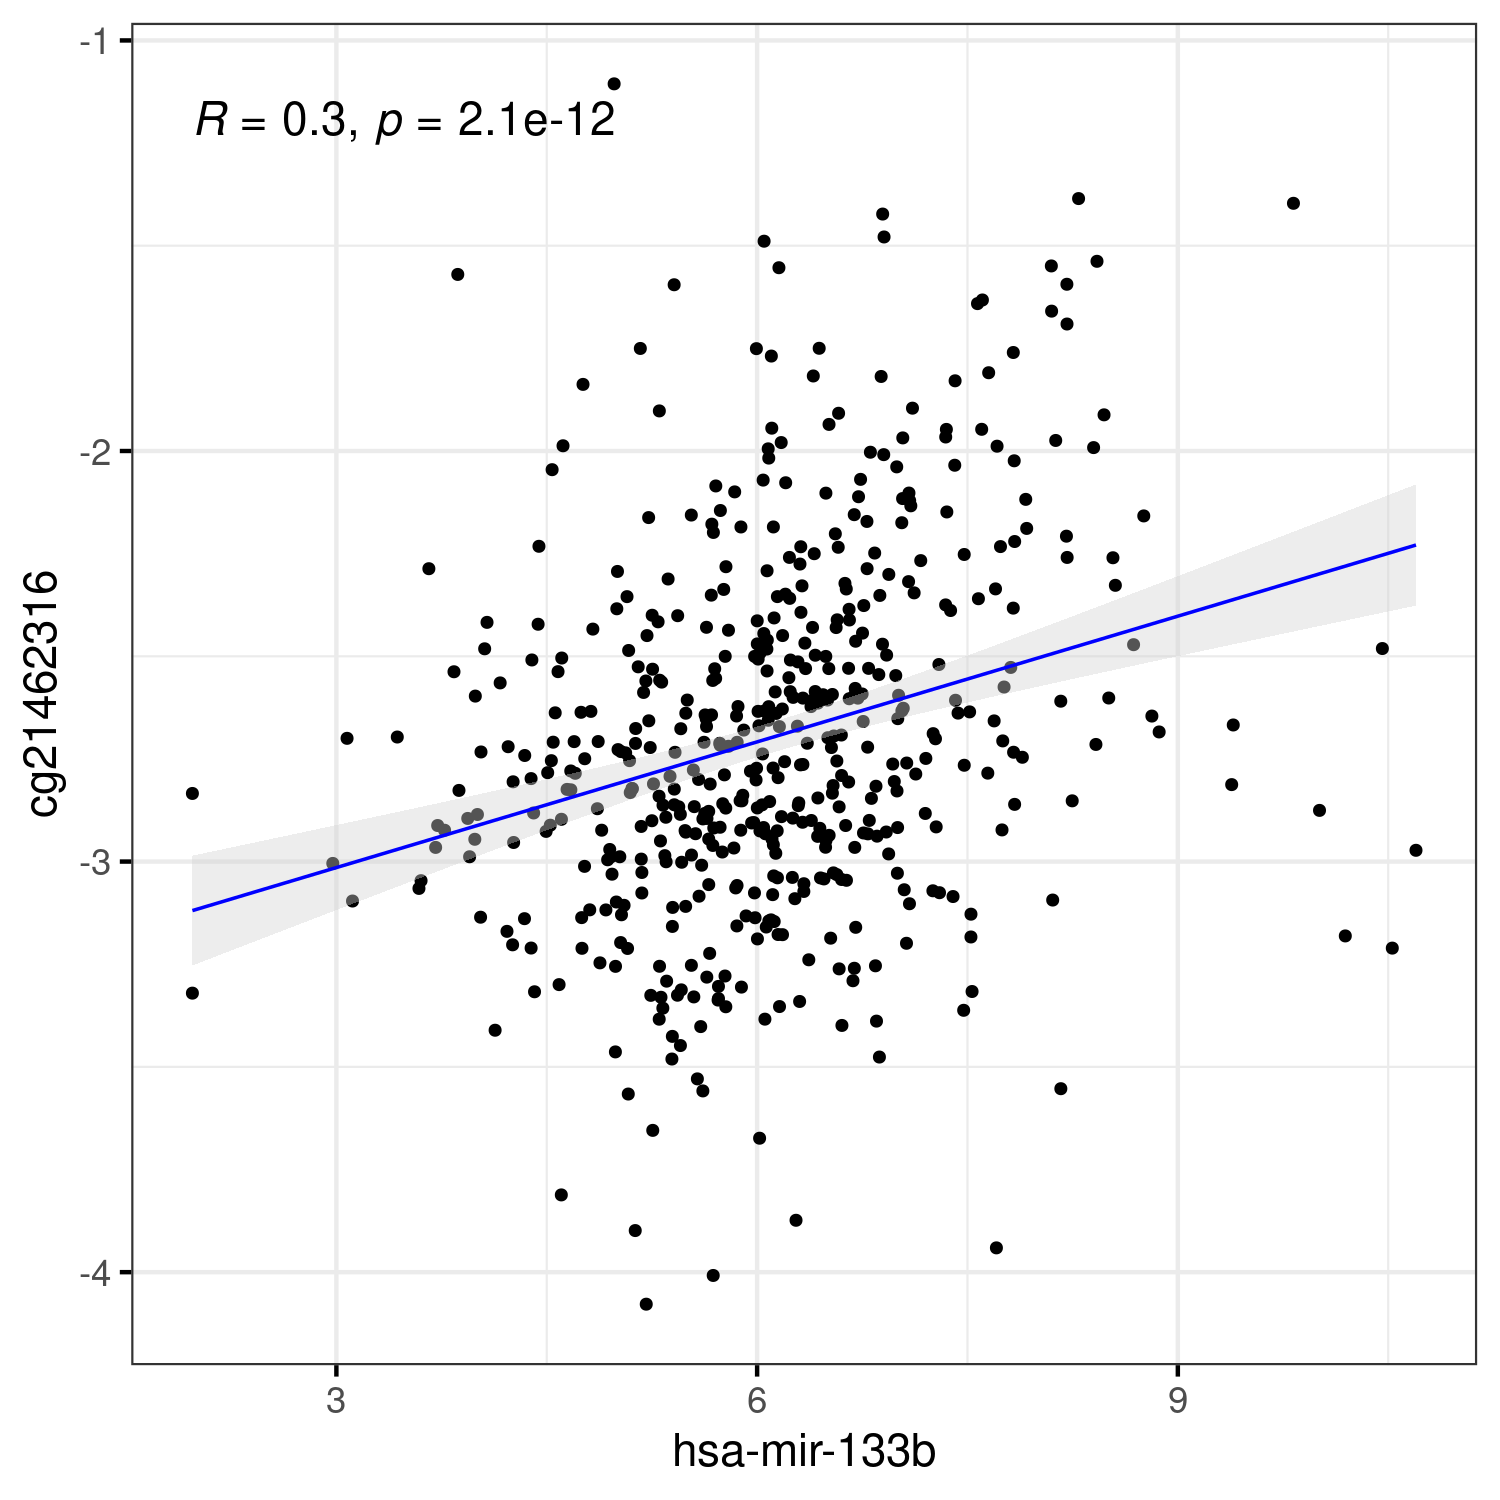 R = 0.3, p = 2.1e-12
-1
-2
-3
-4
cg21462316
3 6 9
hsa-mir-133b